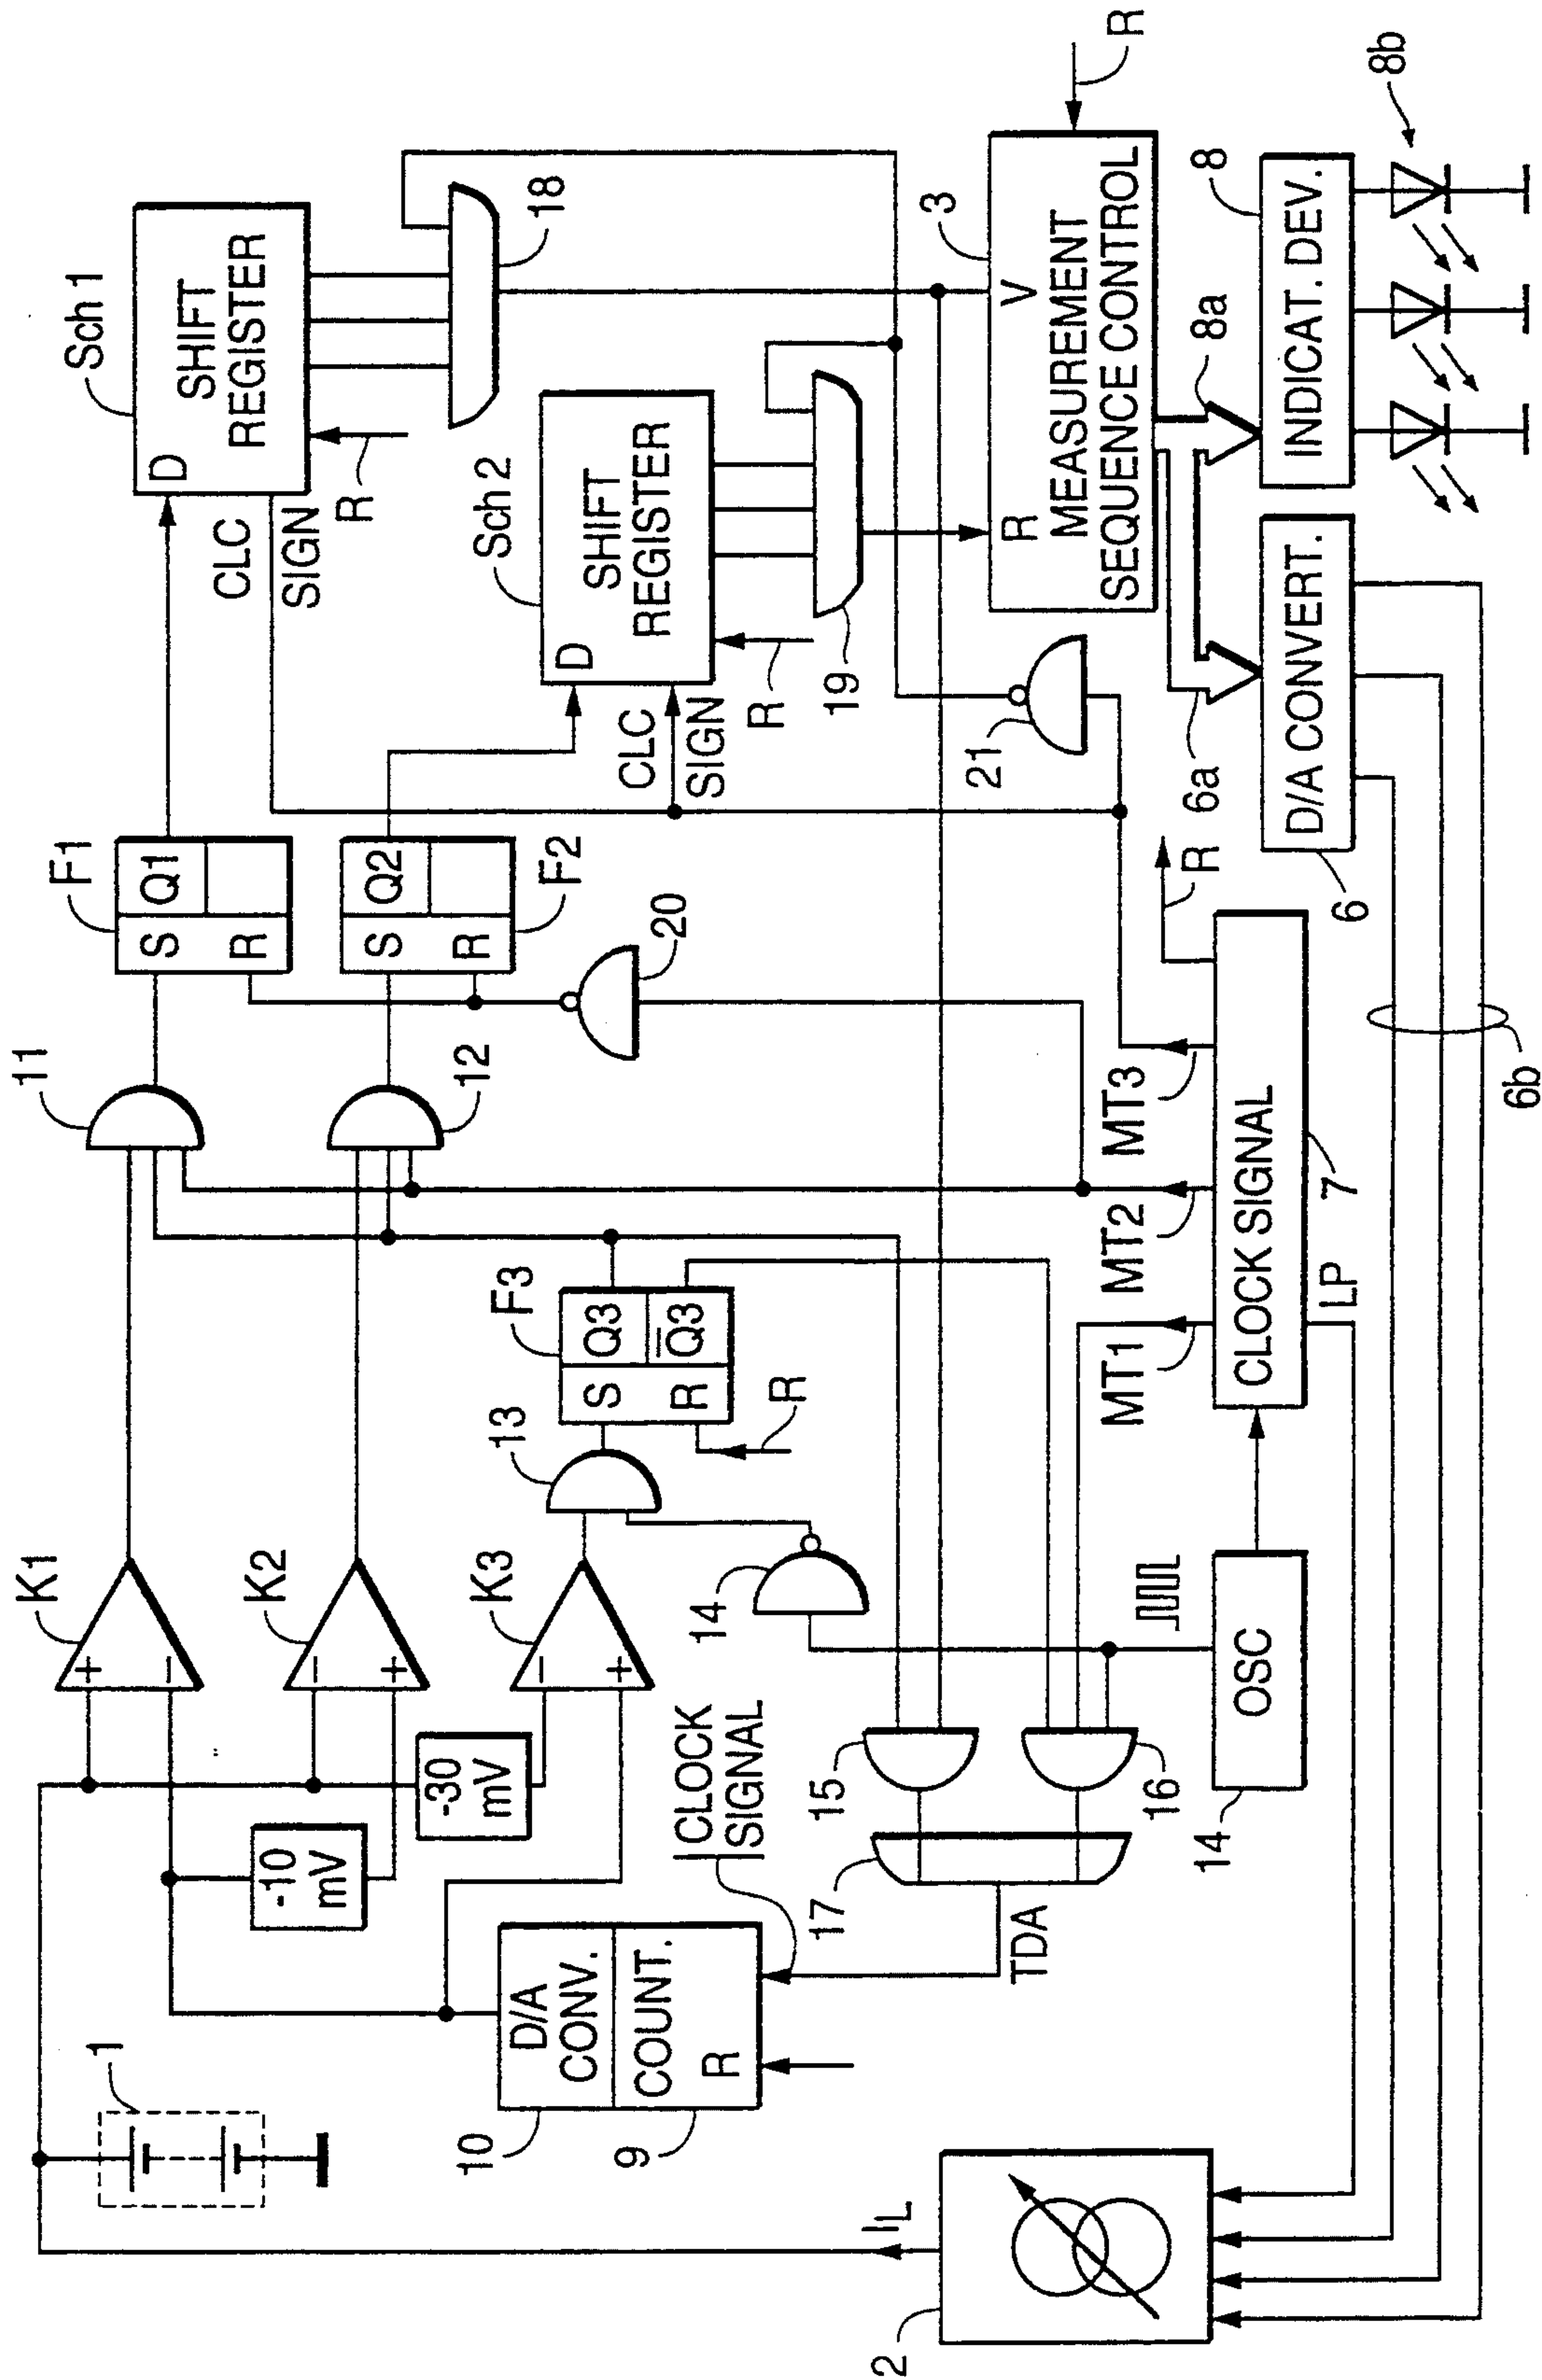 Sch 1
SHIFT
REGISTER
D
CLC
SIGN
R
18
F1
S
Q1
R
11
K1
+
-
Sch 2
SHIFT
REGISTER
D
CLC
SIGN
R
19
F2
S
Q2
R
20
12
K2
-
+
-10
mV
-30
mV
K3
-
+
13
F3
S
Q3
R
Q̅3
R
14
1
D/A
CONV.
COUNT.
R
10
9
CLOCK
SIGNAL
TDA
17
15
16
OSC
14
CLOCK SIGNAL
7
LP
MT1
MT2
MT3
R
21
3
V
R
MEASUREMENT
SEQUENCE CONTROL
R
8a
6a
8
INDICAT. DEV.
8b
D/A CONVERT.
6
6b
IL
2